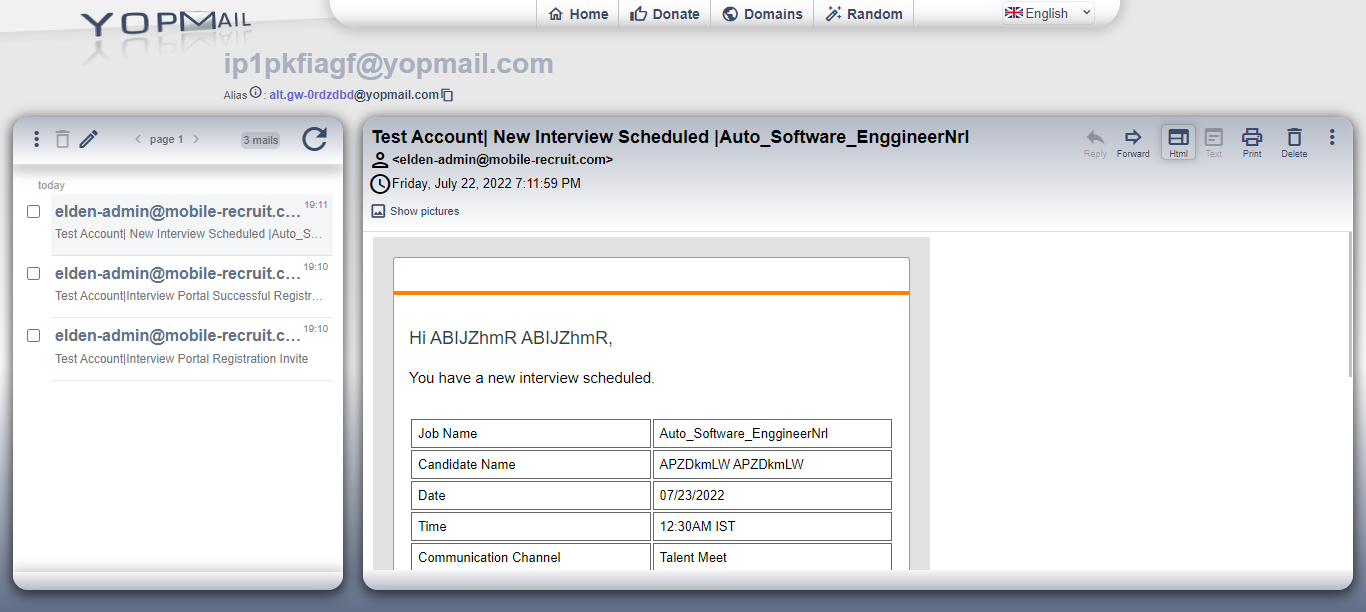 YOPMAIL
Home
Donate
Domains
Random
English
ip1pkfiagf@yopmail.com
Alias : alt.gw-0rdzdbd@yopmail.com
page 1
3 mails
today
elden-admin@mobile-recruit.c... 19:11
Test Account| New Interview Scheduled |Auto_S...
elden-admin@mobile-recruit.c... 19:10
Test Account|Interview Portal Successful Registr...
elden-admin@mobile-recruit.c... 19:10
Test Account|Interview Portal Registration Invite
Test Account| New Interview Scheduled |Auto_Software_EnggineerNrl
<elden-admin@mobile-recruit.com>
Friday, July 22, 2022 7:11:59 PM
Show pictures
Reply
Forward
Html
Text
Print
Delete
Hi ABIJZhmR ABIJZhmR,
You have a new interview scheduled.
Job Name Auto_Software_EnggineerNrl
Candidate Name APZDkmLW APZDkmLW
Date 07/23/2022
Time 12:30AM IST
Communication Channel Talent Meet